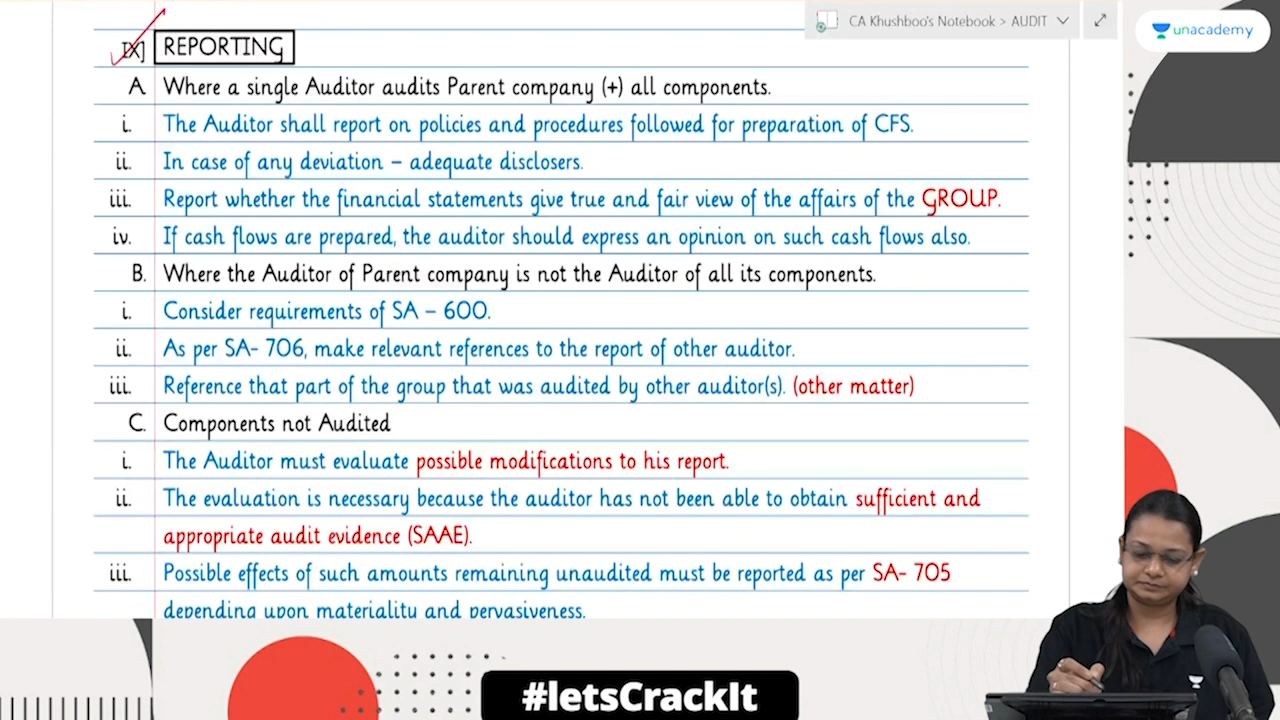 CA Khushboo's Notebook > AUDIT
unacademy
IX] REPORTING
A Where a single Auditor audits Parent company (+) all components.
i. The Auditor shall report on policies and procedures followed for preparation of CFS.
ii. In case of any deviation – adequate disclosers.
iii. Report whether the financial statements give true and fair view of the affairs of the GROUP.
iv. If cash flows are prepared, the auditor should express an opinion on such cash flows also.
B. Where the Auditor of Parent company is not the Auditor of all its components.
i. Consider requirements of SA – 600.
ii. As per SA- 706, make relevant references to the report of other auditor.
iii. Reference that part of the group that was audited by other auditor(s). (other matter)
C. Components not Audited
i. The Auditor must evaluate possible modifications to his report.
ii. The evaluation is necessary because the auditor has not been able to obtain sufficient and
appropriate audit evidence (SAAE).
iii. Possible effects of such amounts remaining unaudited must be reported as per SA- 705
depending upon materiality and pervasiveness.
#letsCrackIt